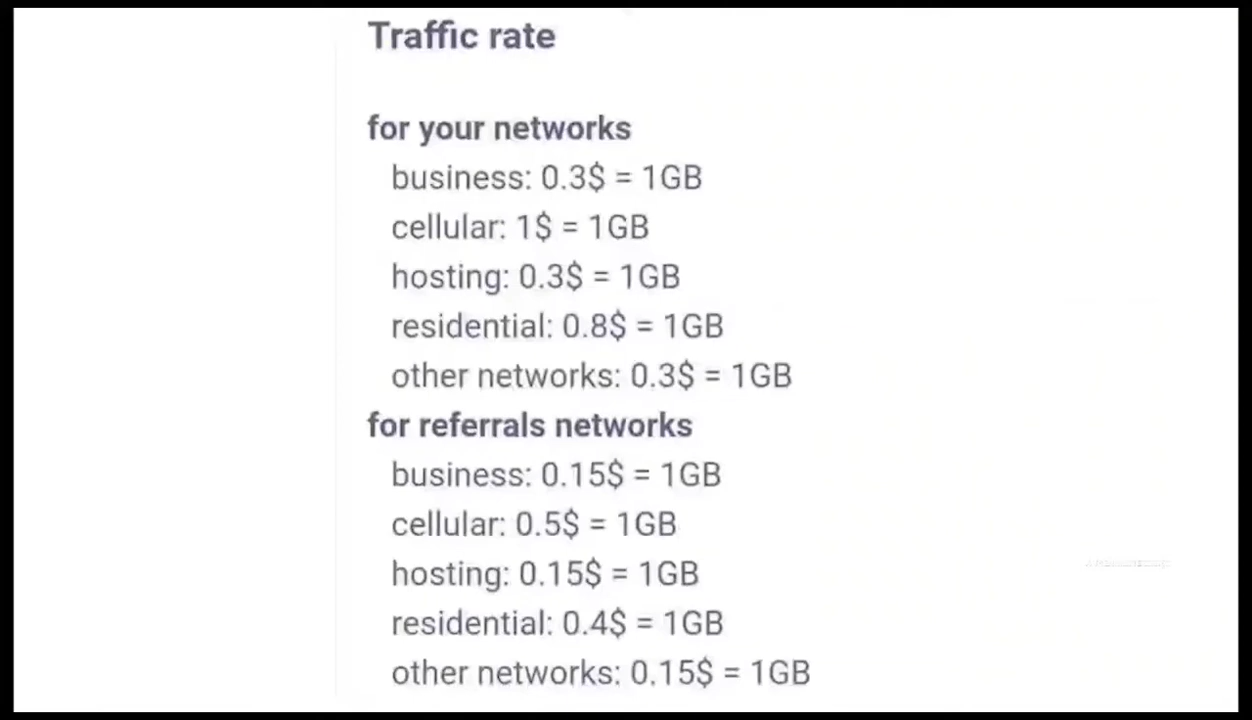 Traffic rate
for your networks
business: 0.3$ = 1GB
cellular: 1$ = 1GB
hosting: 0.3$ = 1GB
residential: 0.8$ = 1GB
other networks: 0.3$ = 1GB
for referrals networks
business: 0.15$ = 1GB
cellular: 0.5$ = 1GB
hosting: 0.15$ = 1GB
residential: 0.4$ = 1GB
other networks: 0.15$ = 1GB